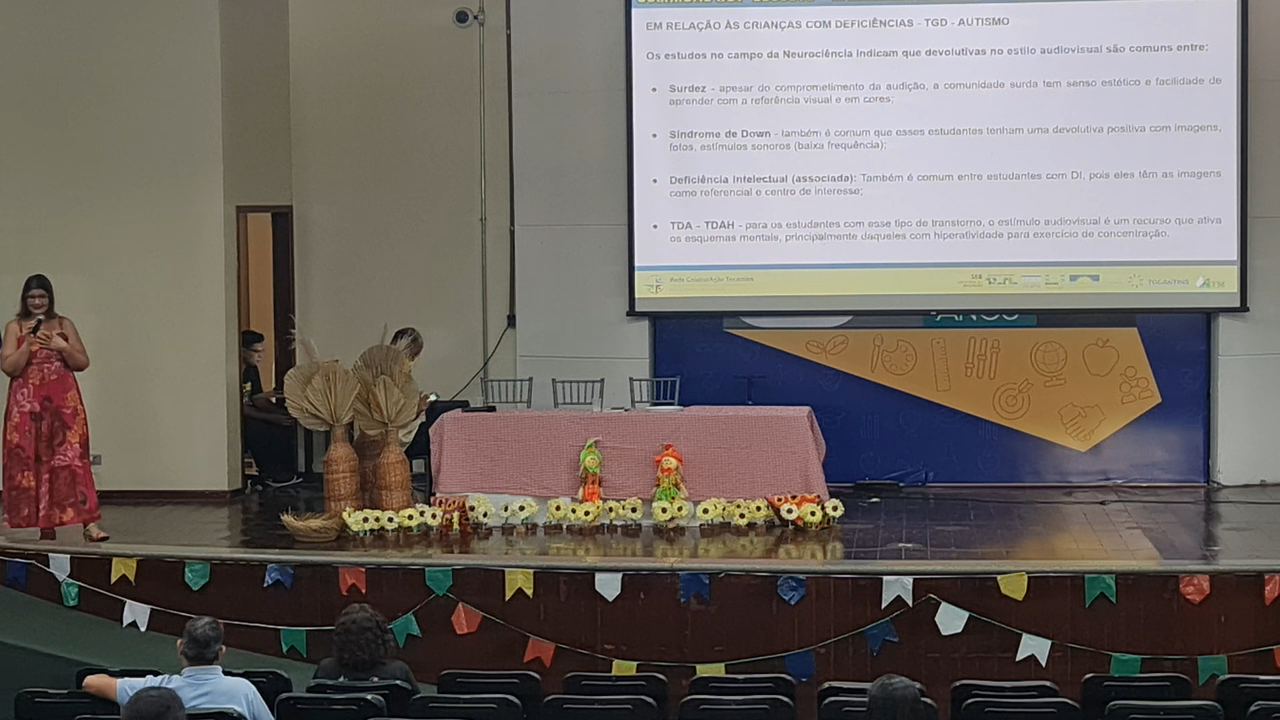 EM RELAÇÃO ÀS CRIANÇAS COM DEFICIÊNCIAS - TGD - AUTISMO
Os estudos no campo da Neurociência indicam que devolutivas no estilo audiovisual são comuns entre:
• Surdez - apesar do comprometimento da audição, a comunidade surda tem senso estético e facilidade de
aprender com a referência visual e em cores;
• Síndrome de Down - também é comum que esses estudantes tenham uma devolutiva positiva com imagens,
fotos, estímulos sonoros (baixa frequência);
• Deficiência Intelectual (associada): Também é comum entre estudantes com DI, pois eles têm as imagens
como referencial e centro de interesse;
• TDA - TDAH - para os estudantes com esse tipo de transtorno, o estímulo audiovisual é um recurso que ativa
os esquemas mentais, principalmente daqueles com hiperatividade para exercício de concentração.
Rede ColaborAção Tocantins
TOCANTINS
ATM
ANOS